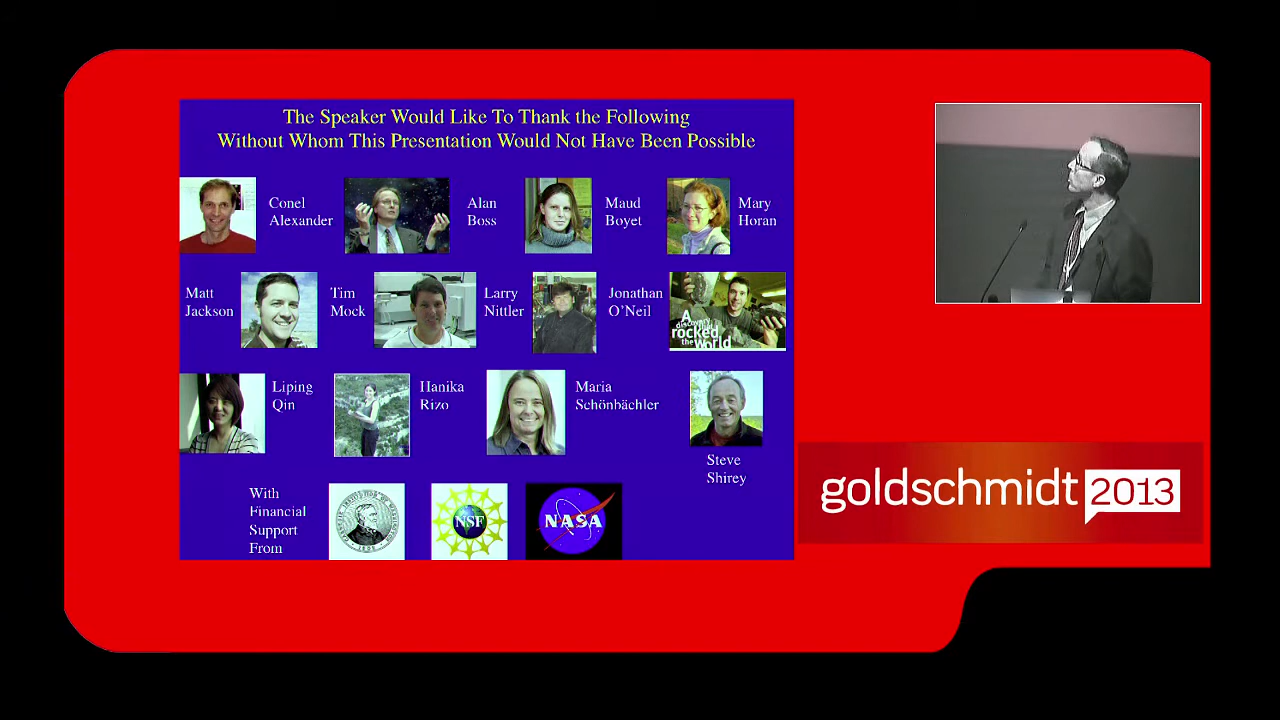 The Speaker Would Like To Thank the Following
Without Whom This Presentation Would Not Have Been Possible
Conel
Alexander
Alan
Boss
Maud
Boyet
Mary
Horan
Matt
Jackson
Tim
Mock
Larry
Nittler
Jonathan
O'Neil
A
discovery that
rocked
the world
Liping
Qin
Hanika
Rizo
Maria
Schönbächler
Steve
Shirey
With
Financial
Support
From
NSF
NASA
goldschmidt 2013